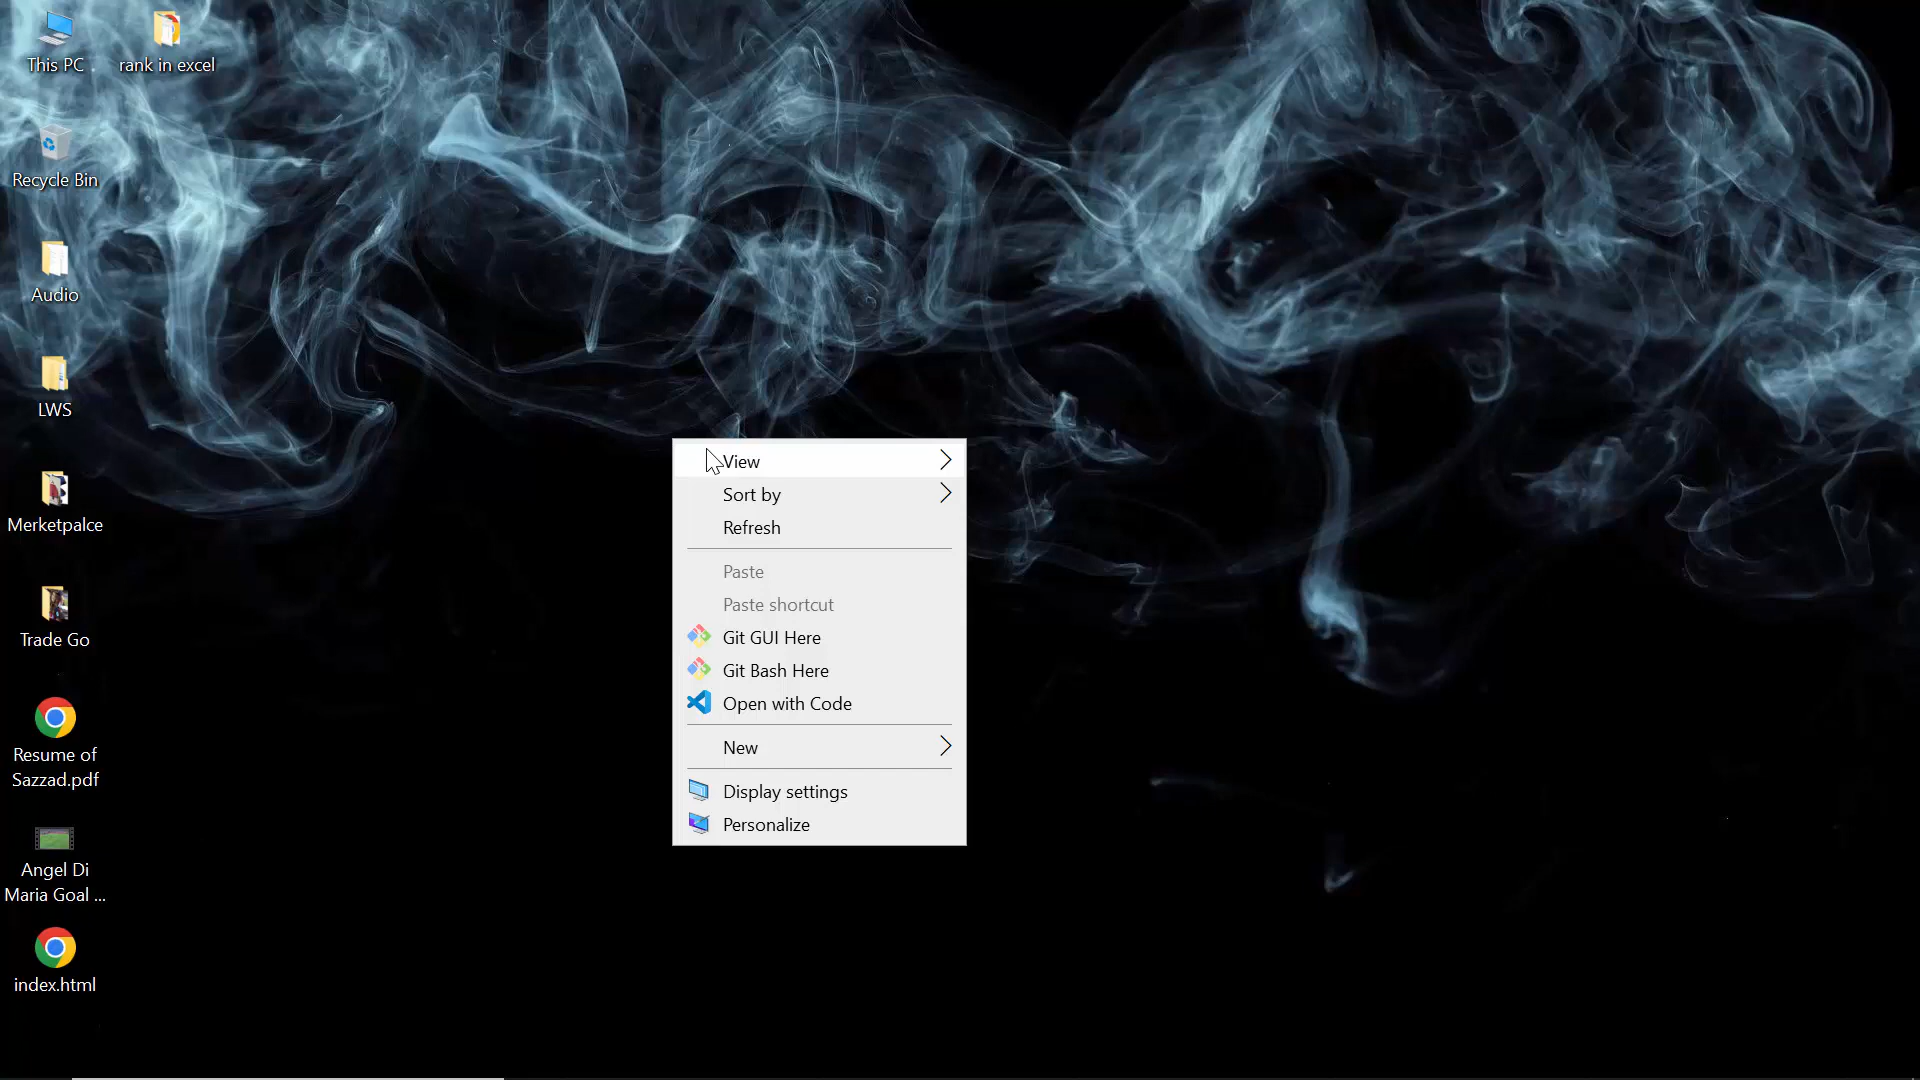 This PC
rank in excel
Recycle Bin
Audio
LWS
Merketpalce
Trade Go
Resume of
Sazzad.pdf
Angel Di
Maria Goal ...
index.html
View
Sort by
Refresh
Paste
Paste shortcut
Git GUI Here
Git Bash Here
Open with Code
New
Display settings
Personalize